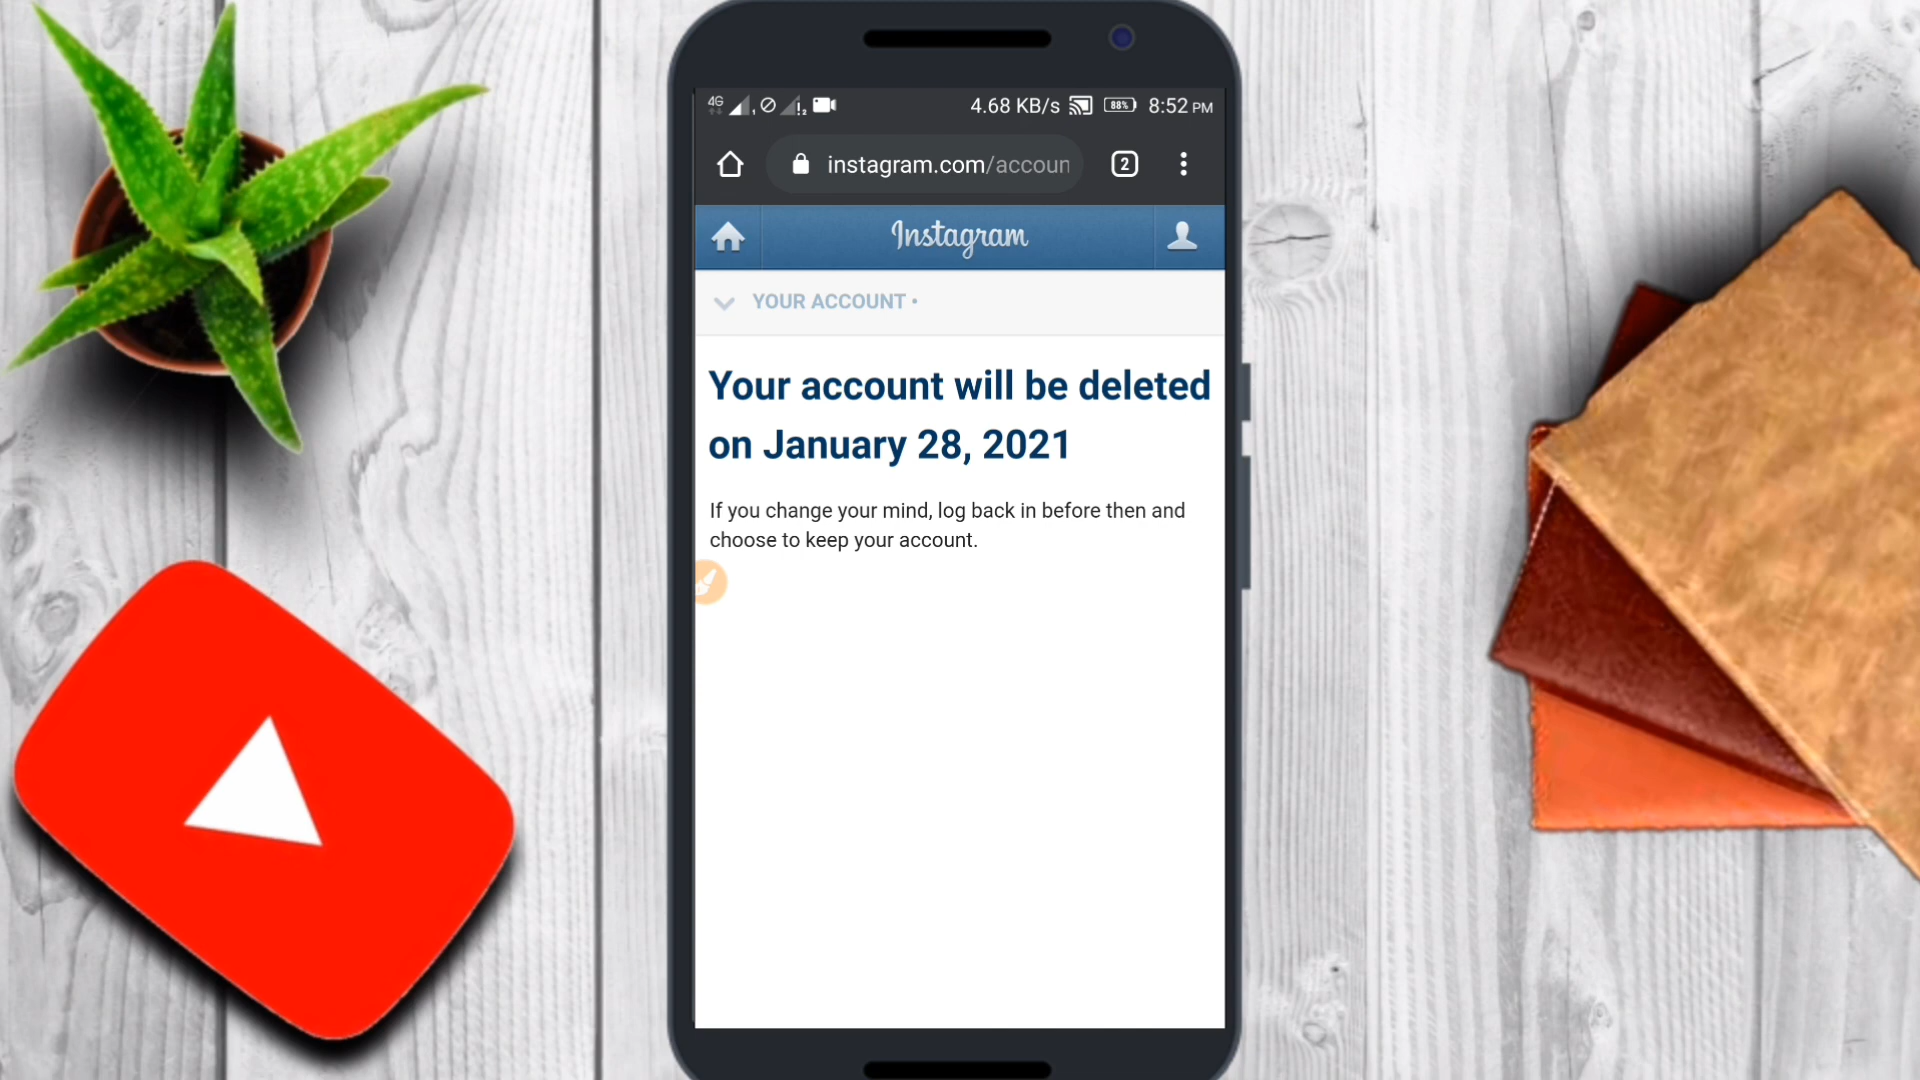 4G 4.68 KB/s 88% 8:52 PM
instagram.com/accoun 2
Instagram
YOUR ACCOUNT •
Your account will be deleted
on January 28, 2021
If you change your mind, log back in before then and
choose to keep your account.